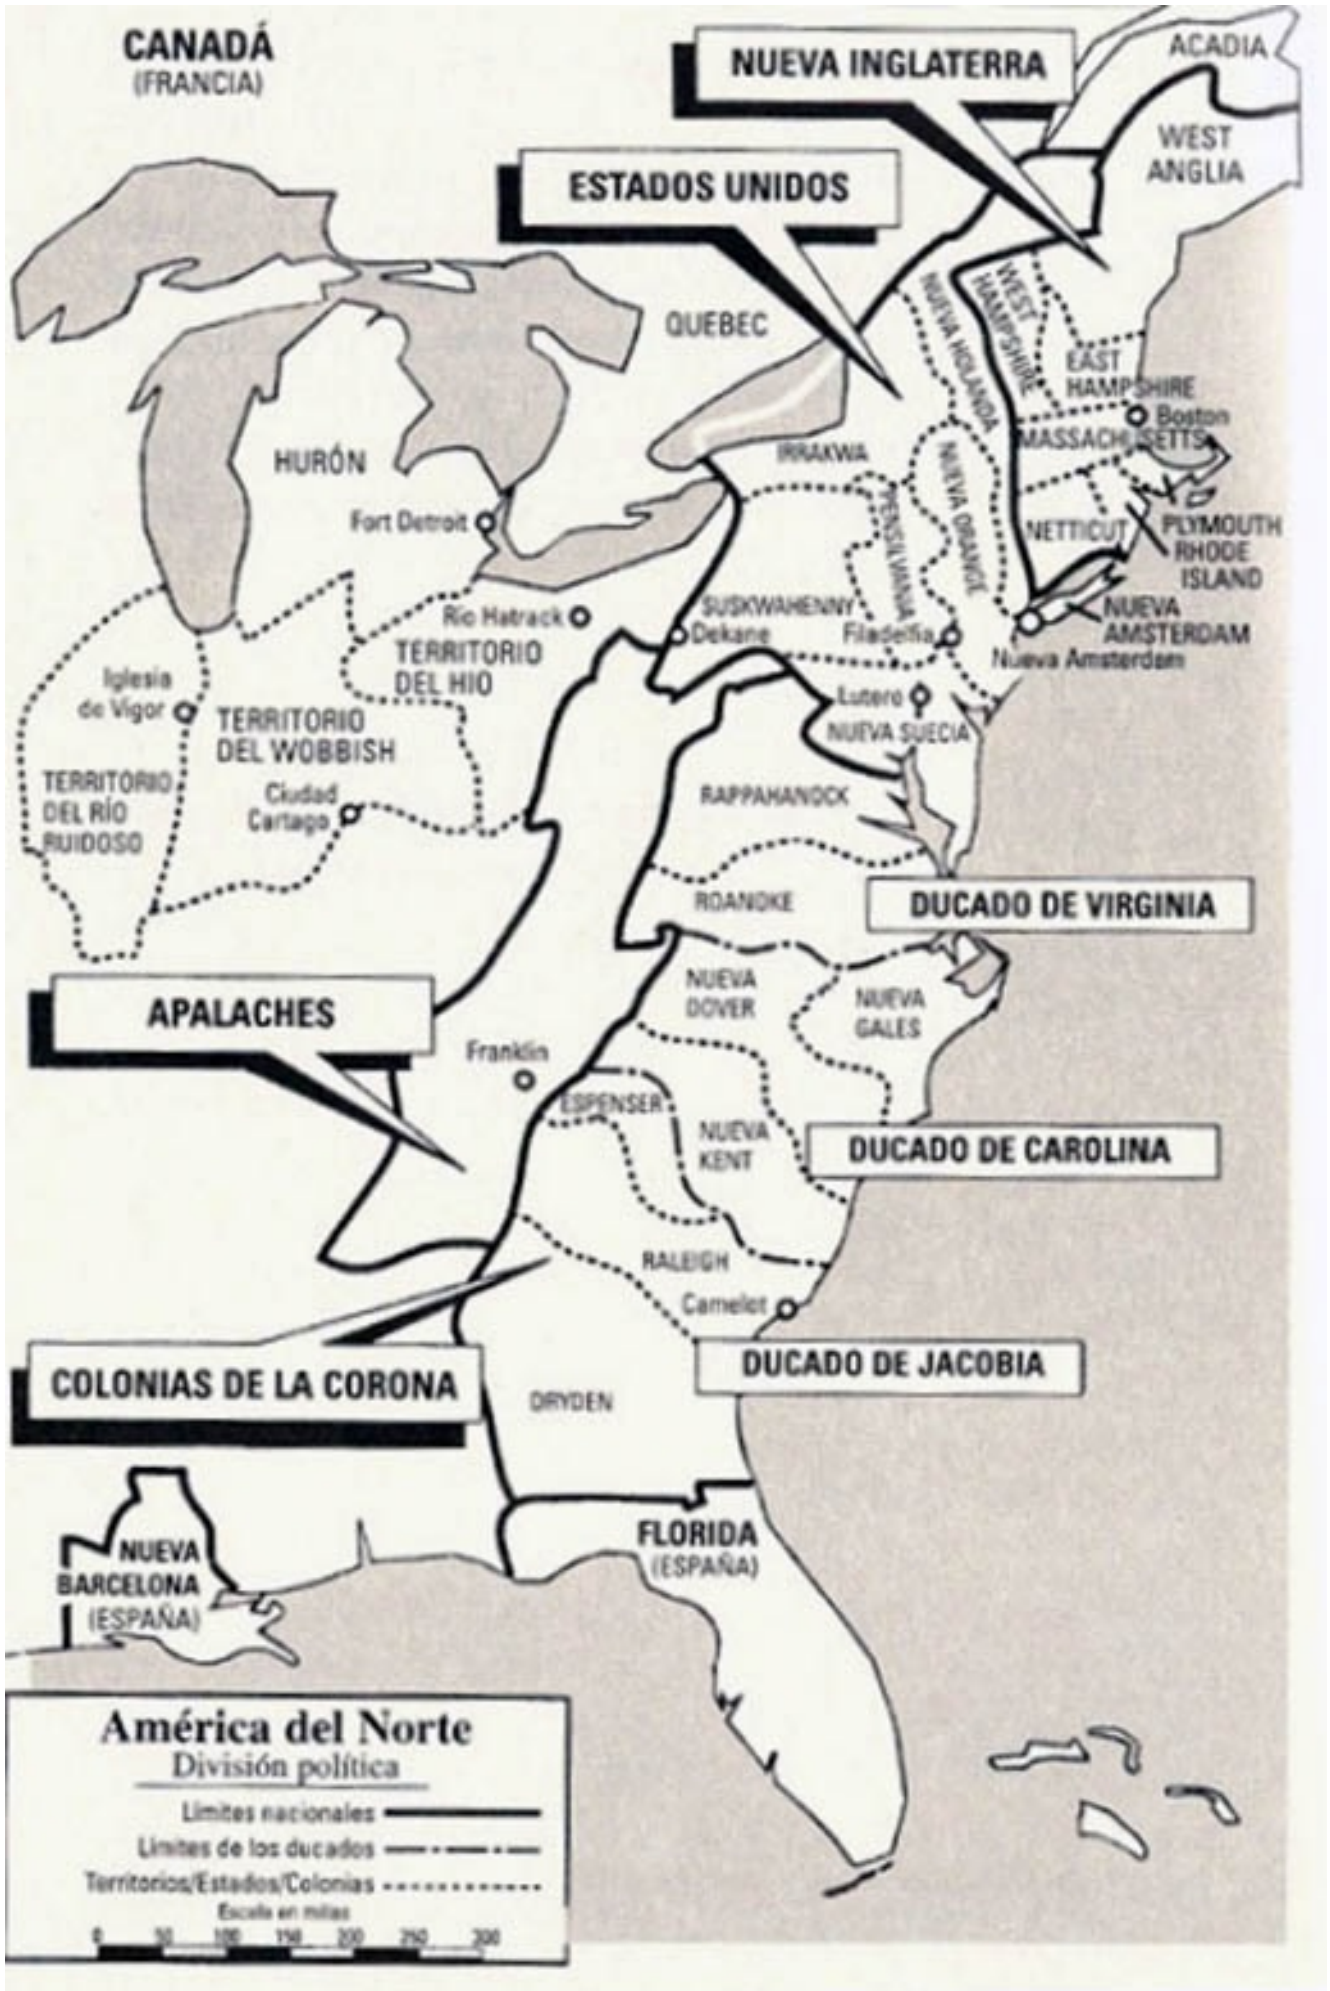 CANADÁ
(FRANCIA)
NUEVA INGLATERRA
ACADIA
WEST
ANGLIA
ESTADOS UNIDOS
QUEBEC
NUEVA HOLANDA
WEST
HAMPSHIRE
EAST
HAMPSHIRE
Boston
MASSACHUSETTS
HURÓN
IRRAKWA
Fort Detroit
PENSILVANIA
NUEVA ORANGE
NETTICUT
PLYMOUTH
RHODE
ISLAND
NUEVA
AMSTERDAM
Nueva Amsterdam
Río Hatrack
SUSKWAHENNY
Dekane
Filadelfia
TERRITORIO
DEL HIO
Iglesia
de Vigor
Lutero
NUEVA SUECIA
TERRITORIO
DEL WOBBISH
TERRITORIO
DEL RÍO
RUIDOSO
Ciudad
Cartago
RAPPAHANOCK
ROANOKE
DUCADO DE VIRGINIA
NUEVA
DOVER
NUEVA
GALES
APALACHES
Franklin
ESPENSER
NUEVA
KENT
DUCADO DE CAROLINA
RALEIGH
Camelot
DUCADO DE JACOBIA
COLONIAS DE LA CORONA
DRYDEN
NUEVA
BARCELONA
(ESPAÑA)
FLORIDA
(ESPAÑA)
América del Norte
División política
Límites nacionales
Límites de los ducados
Territorios/Estados/Colonias
Escala en millas
0 50 100 150 200 250 300